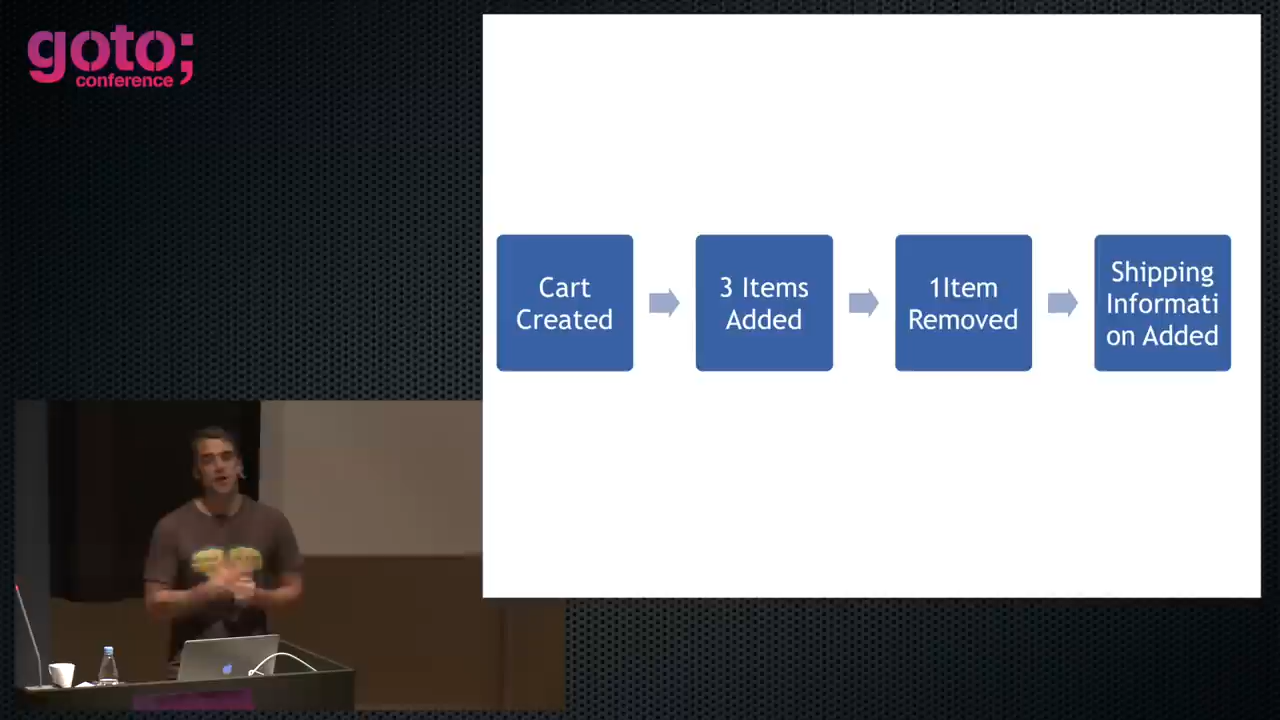 goto;
conference
Cart
Created
3 Items
Added
1Item
Removed
Shipping
Informati
on Added